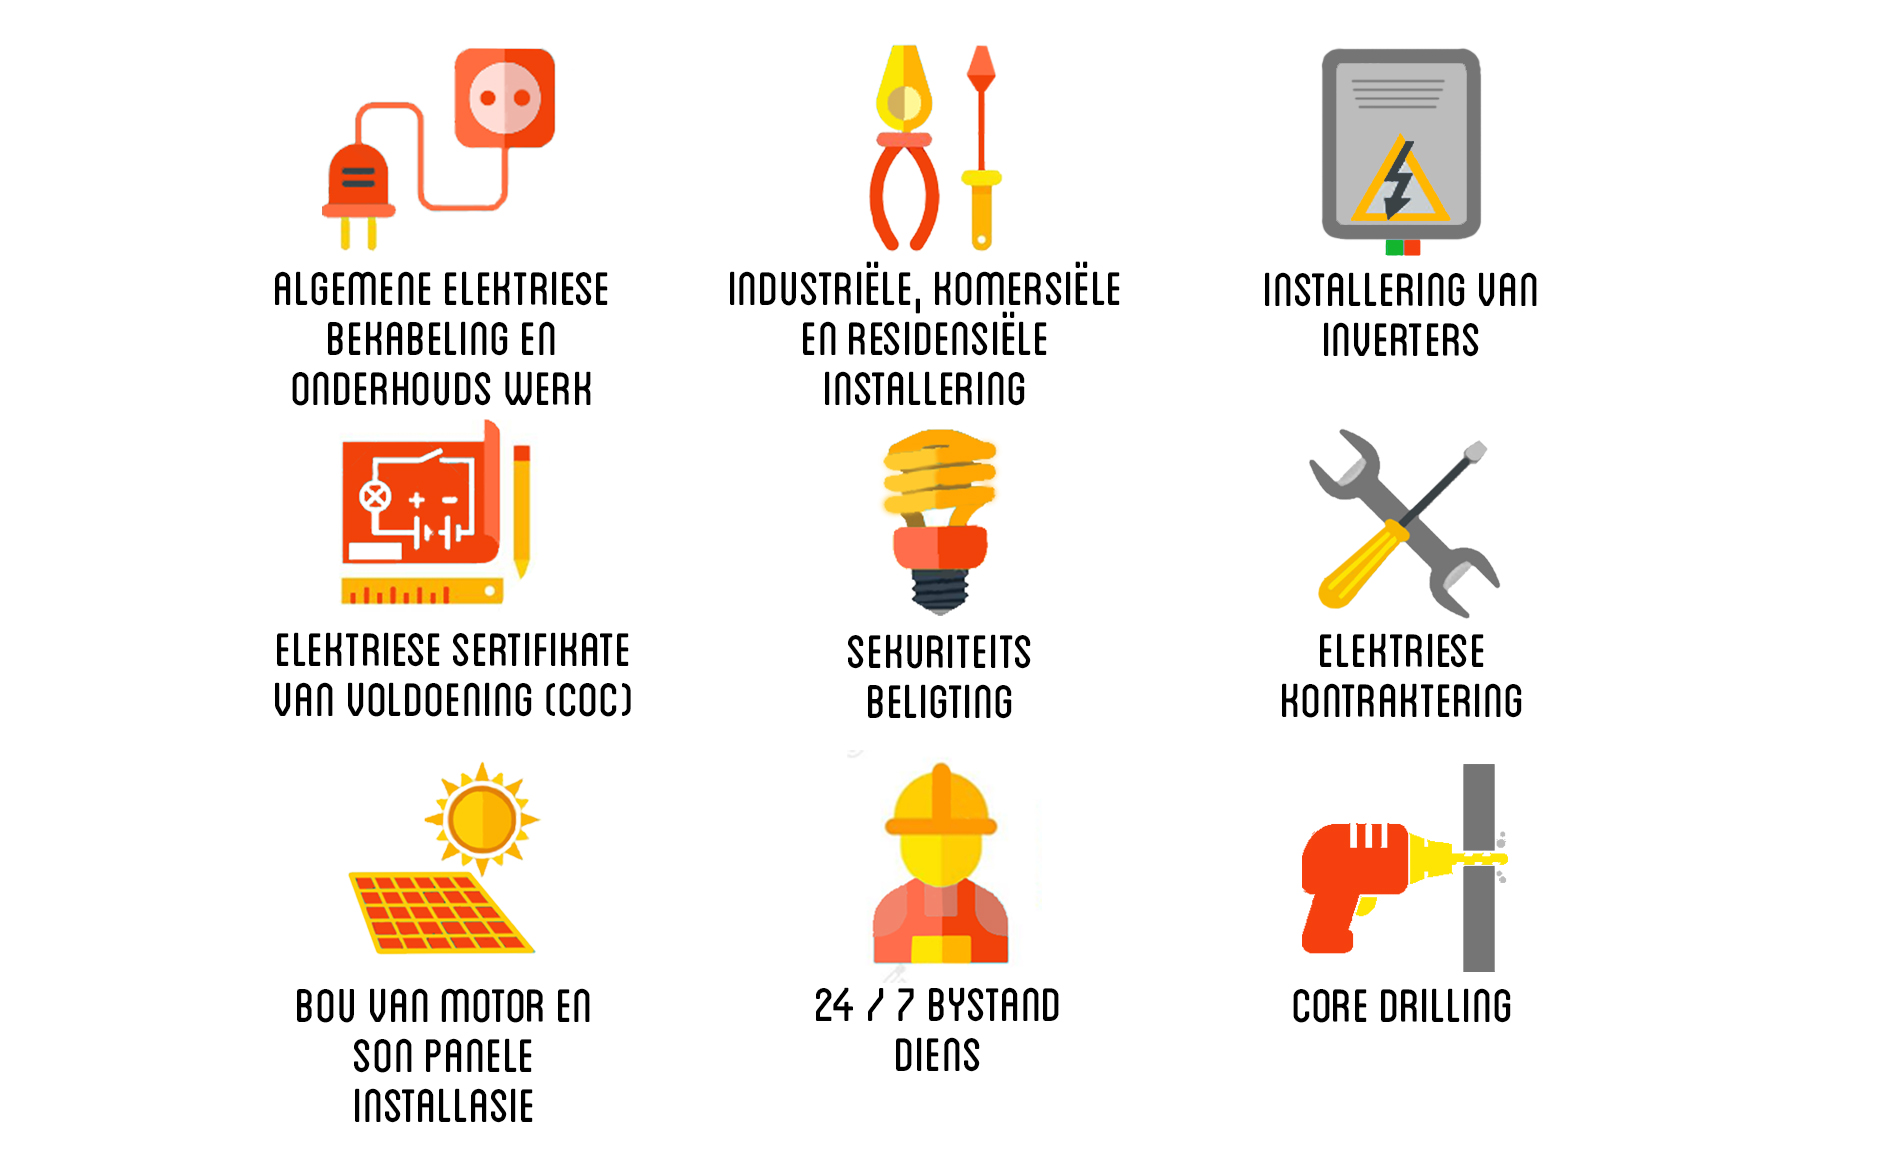 ALGEMENE ELEKTRIESE
BEKABELING EN
ONDERHOUDS WERK
INDUSTRIËLE, KOMERSIËLE
EN RESIDENSIËLE
INSTALLERING
INSTALLERING VAN
INVERTERS
ELEKTRIESE SERTIFIKATE
VAN VOLDOENING (COC)
SEKURITEITS
BELIGTING
ELEKTRIESE
KONTRAKTERING
BOU VAN MOTOR EN
SON PANELE
INSTALLASIE
24 / 7 BYSTAND
DIENS
CORE DRILLING